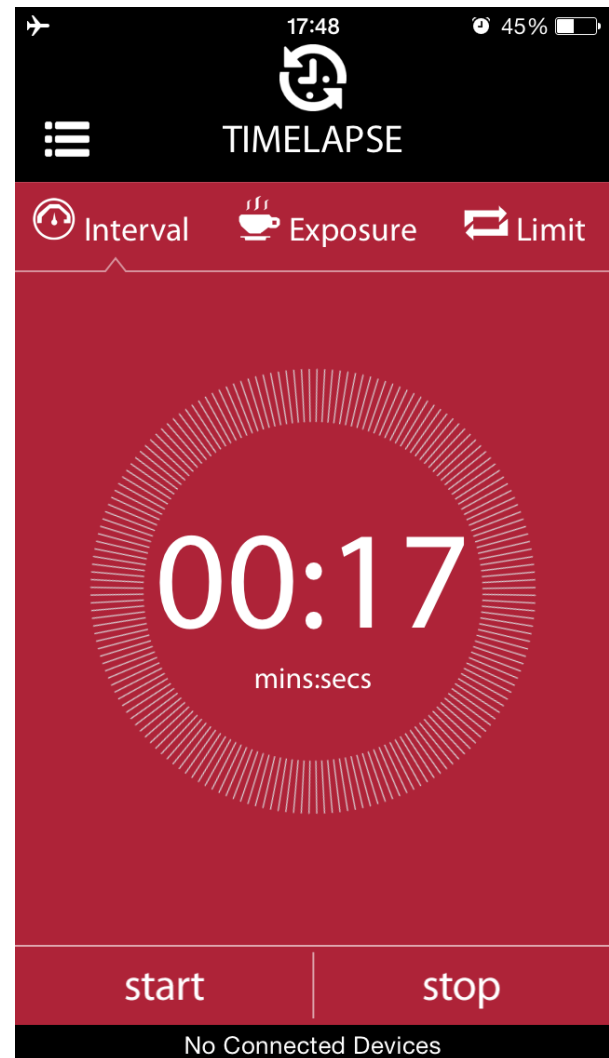 17:48 45%
TIMELAPSE
Interval Exposure Limit
00:17
mins:secs
start stop
No Connected Devices